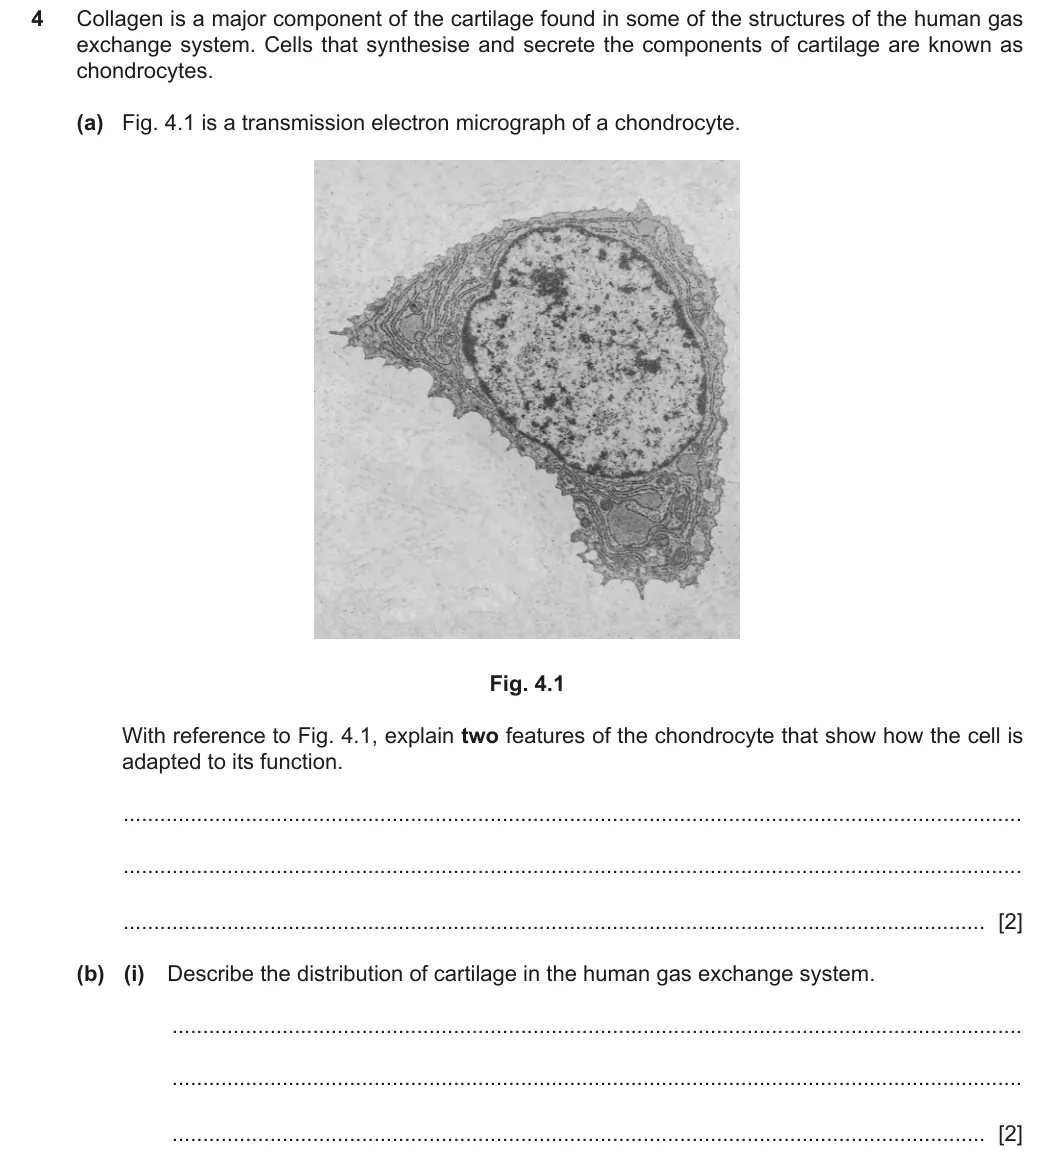 4 Collagen is a major component of the cartilage found in some of the structures of the human gas
exchange system. Cells that synthesise and secrete the components of cartilage are known as
chondrocytes.
(a) Fig. 4.1 is a transmission electron micrograph of a chondrocyte.
Fig. 4.1
With reference to Fig. 4.1, explain two features of the chondrocyte that show how the cell is
adapted to its function.
[2]
(b) (i) Describe the distribution of cartilage in the human gas exchange system.
[2]